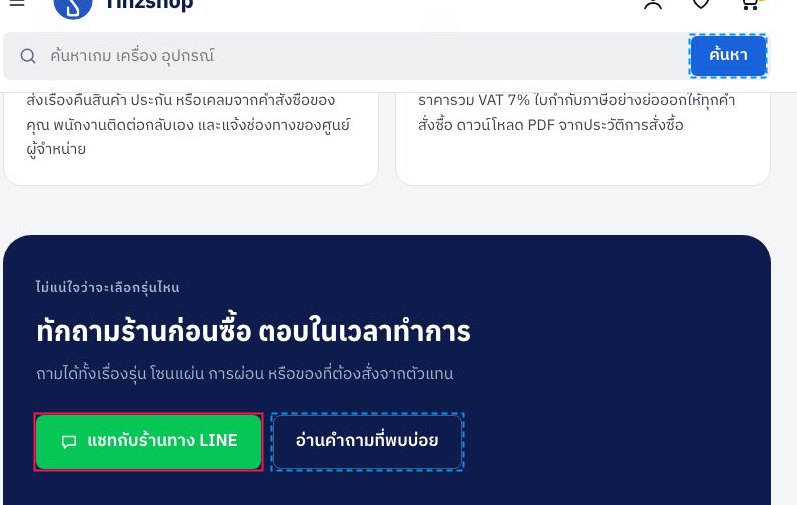 Tin2shop
ค้นหาเกม เครื่อง อุปกรณ์
ค้นหา
ส่งเรื่องคืนสินค้า ประกัน หรือเคลมจากคำสั่งซื้อของ
คุณ พนักงานติดต่อกลับเอง และแจ้งช่องทางของศูนย์
ผู้จำหน่าย
ราคารวม VAT 7% ใบกำกับภาษีอย่างย่อออกให้ทุกคำ
สั่งซื้อ ดาวน์โหลด PDF จากประวัติการสั่งซื้อ
ไม่แน่ใจว่าจะเลือกรุ่นไหน
ทักถามร้านก่อนซื้อ ตอบในเวลาทำการ
ถามได้ทั้งเรื่องรุ่น โซนแผ่น การผ่อน หรือของที่ต้องสั่งจากตัวแทน
แชทกับร้านทาง LINE
อ่านคำถามที่พบบ่อย